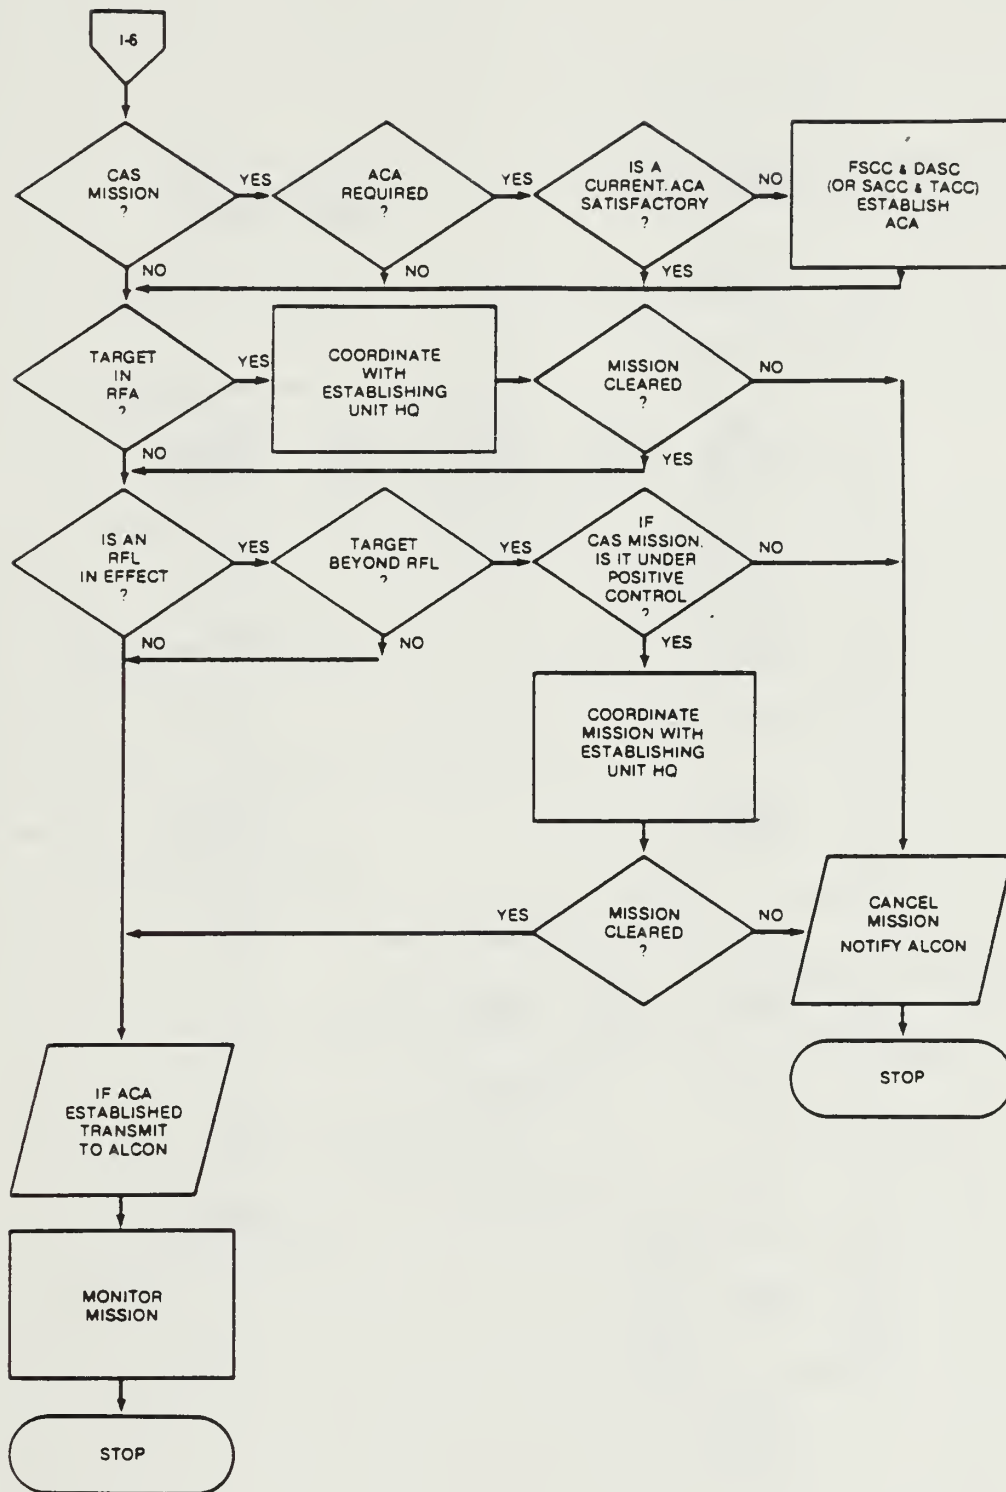 I-6
CAS
MISSION
?
YES
ACA
REQUIRED
?
YES
IS A
CURRENT. ACA
SATISFACTORY
?
NO
FSCC & DASC
(OR SACC & TACC)
ESTABLISH
ACA
NO
NO
YES
TARGET
IN
RFA
?
YES
COORDINATE
WITH
ESTABLISHING
UNIT HQ
MISSION
CLEARED
?
NO
NO
YES
IS AN
RFL
IN EFFECT
?
YES
TARGET
BEYOND RFL
?
YES
IF
CAS MISSION.
IS IT UNDER
POSITIVE
CONTROL
?
NO
NO
NO
YES
COORDINATE
MISSION WITH
ESTABLISHING
UNIT HQ
YES
MISSION
CLEARED
?
NO
CANCEL
MISSION
NOTIFY ALCON
STOP
IF ACA
ESTABLISHED
TRANSMIT
TO ALCON
MONITOR
MISSION
STOP